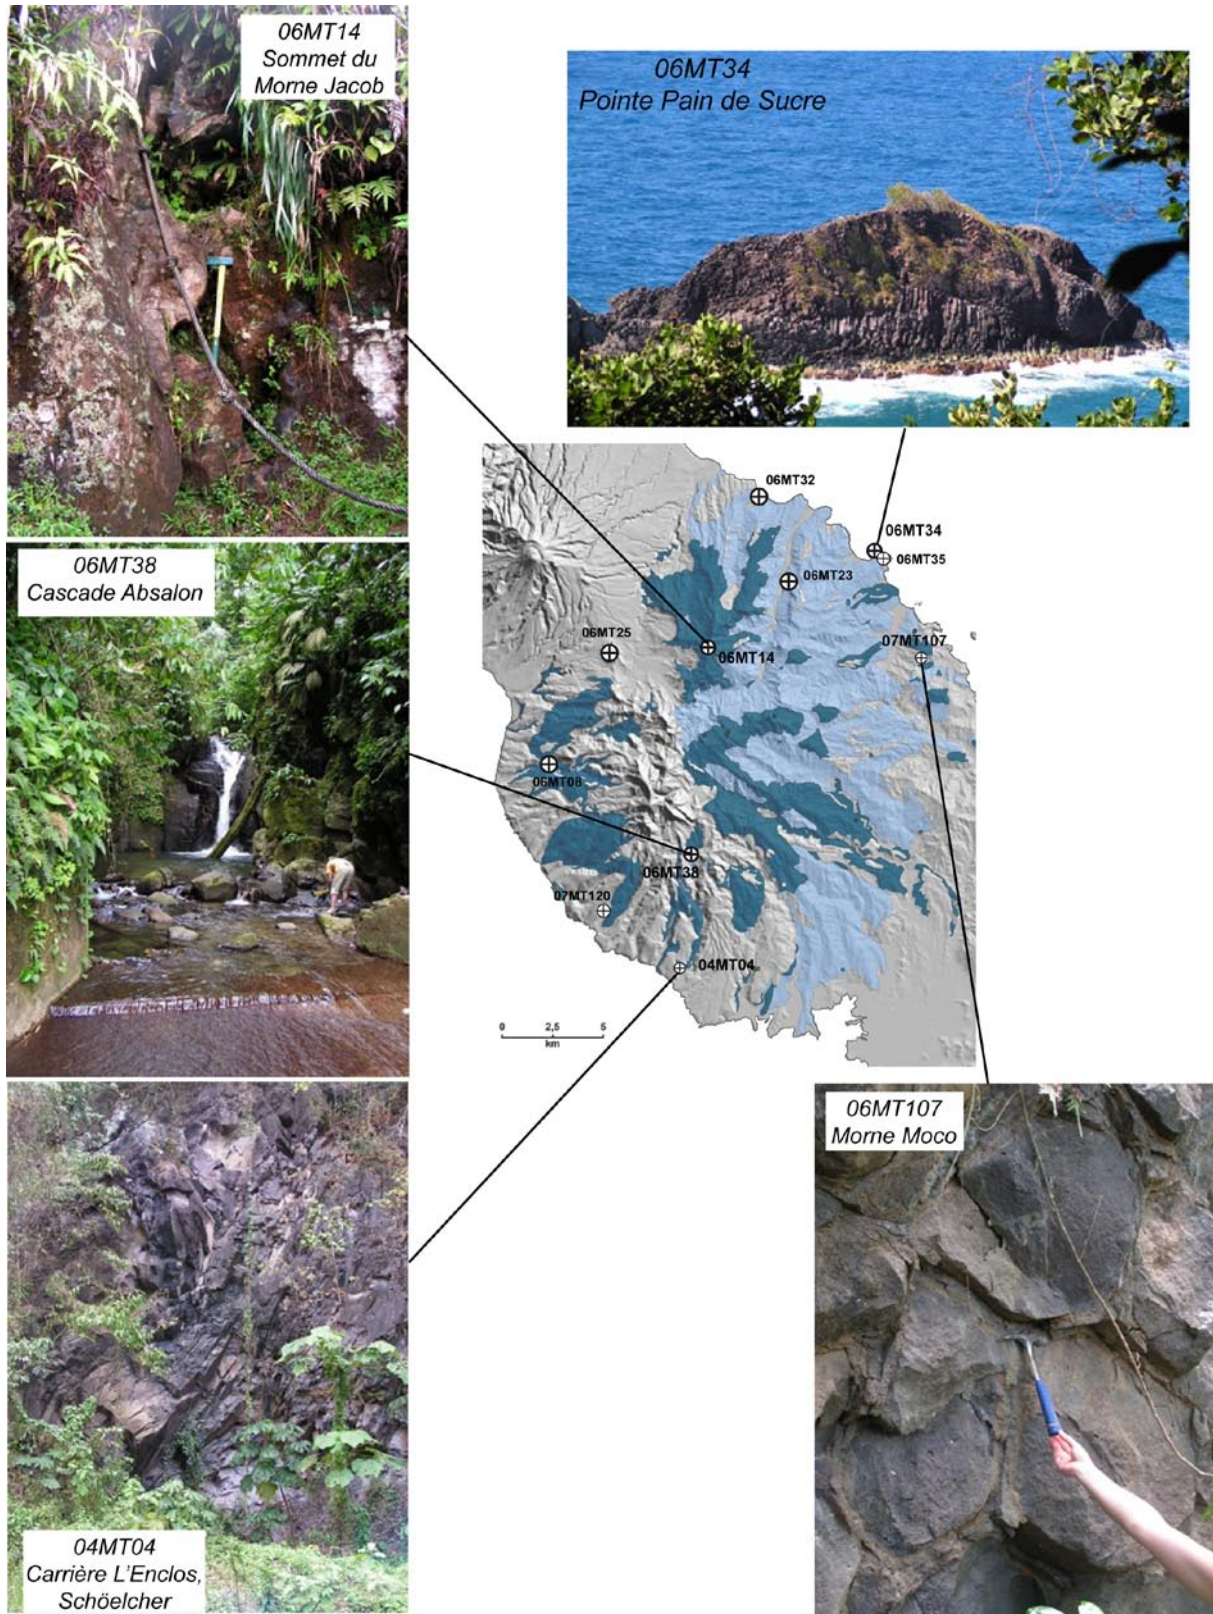 06MT14
Sommet du
Morne Jacob
06MT34
Pointe Pain de Sucre
06MT38
Cascade Absalon
06MT32
06MT34
06MT35
06MT23
06MT25
06MT14
07MT107
06MT08
06MT38
07MT120
04MT04
0 2,5 5
km
04MT04
Carrière L'Enclos,
Schöelcher
06MT107
Morne Moco